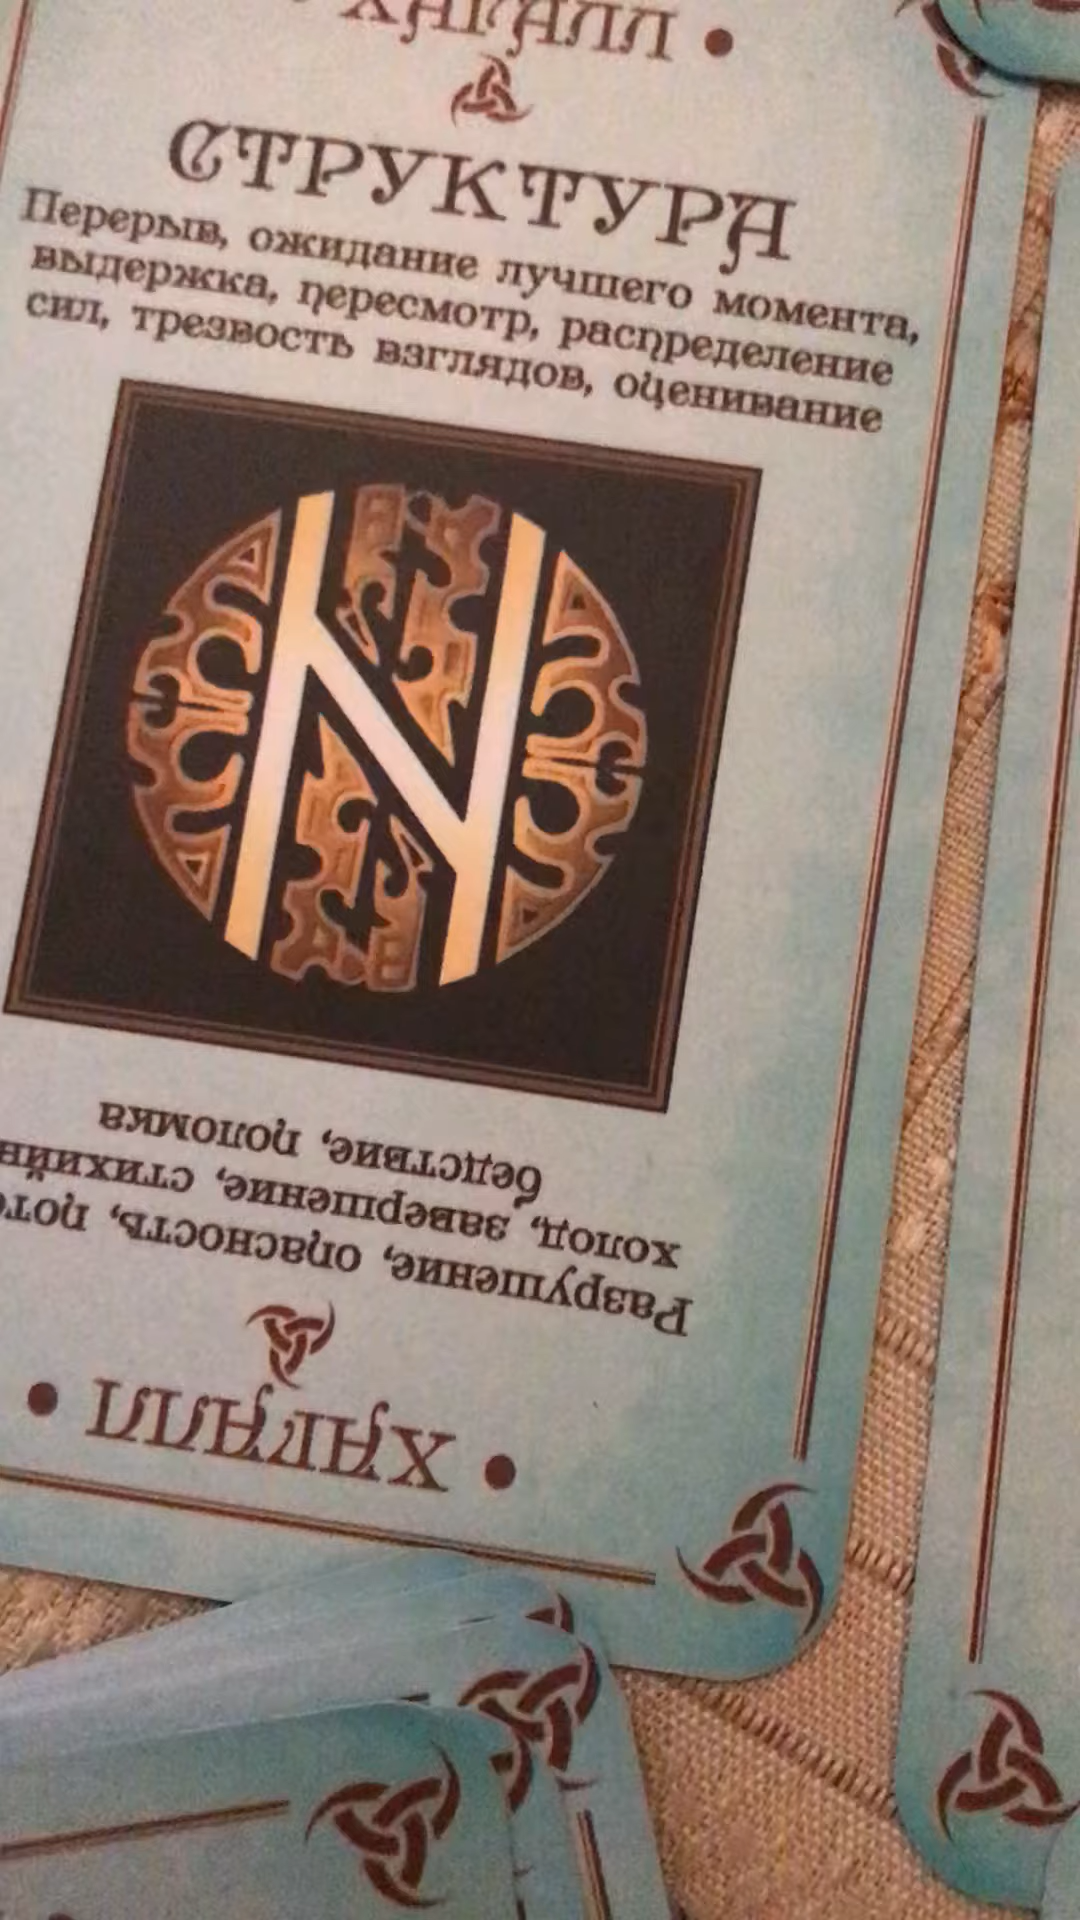 • ХАГАЛЛ •
СТРУКТУРА
Перерыв, ожидание лучшего момента,
выдержка, пересмотр, распределение
сил, трезвость взглядов, оценивание
• ХАГАЛЛ •
Разрушение, опасность,
холод, завершение,
бедствие, поломка